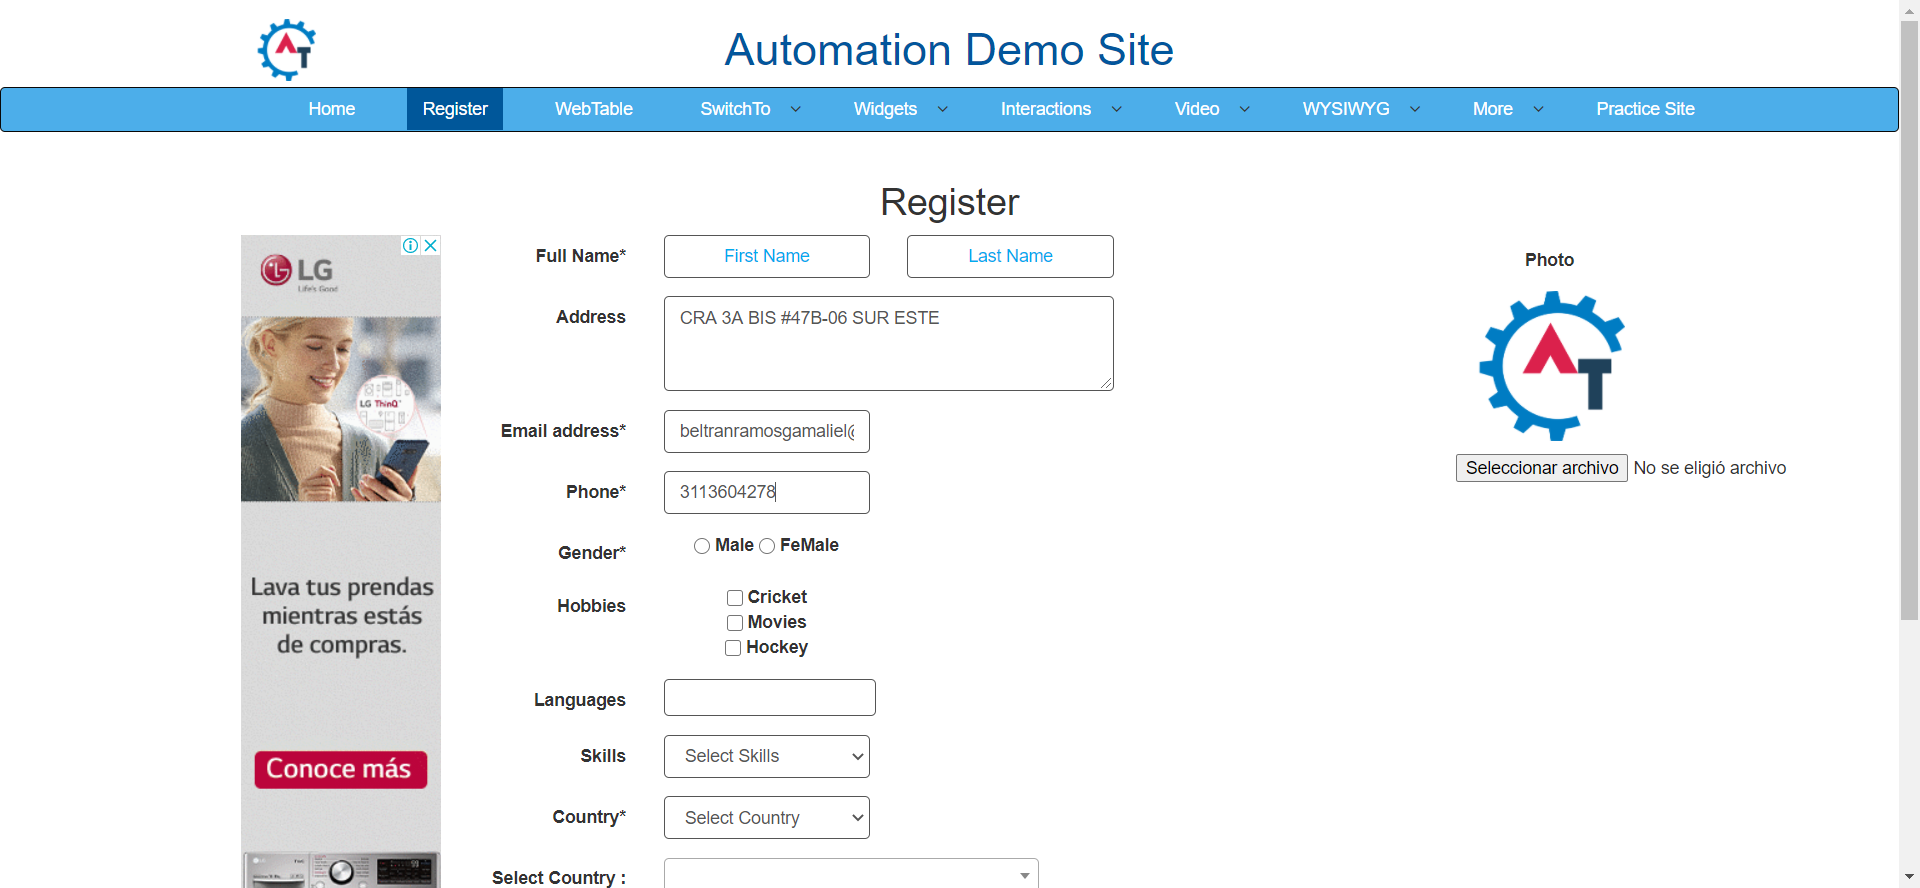 AT
Automation Demo Site
Home Register WebTable SwitchTo Widgets Interactions Video WYSIWYG More Practice Site
Register
LG
Life's Good
LG ThinQ
Lava tus prendas
mientras estás
de compras.
Conoce más
Full Name* First Name Last Name
Address CRA 3A BIS #47B-06 SUR ESTE
Email address* beltranramosgamaliel@
Phone* 3113604278
Gender* Male FeMale
Hobbies Cricket
Movies
Hockey
Languages
Skills Select Skills
Country* Select Country
Select Country :
Photo
AT
Seleccionar archivo No se eligió archivo